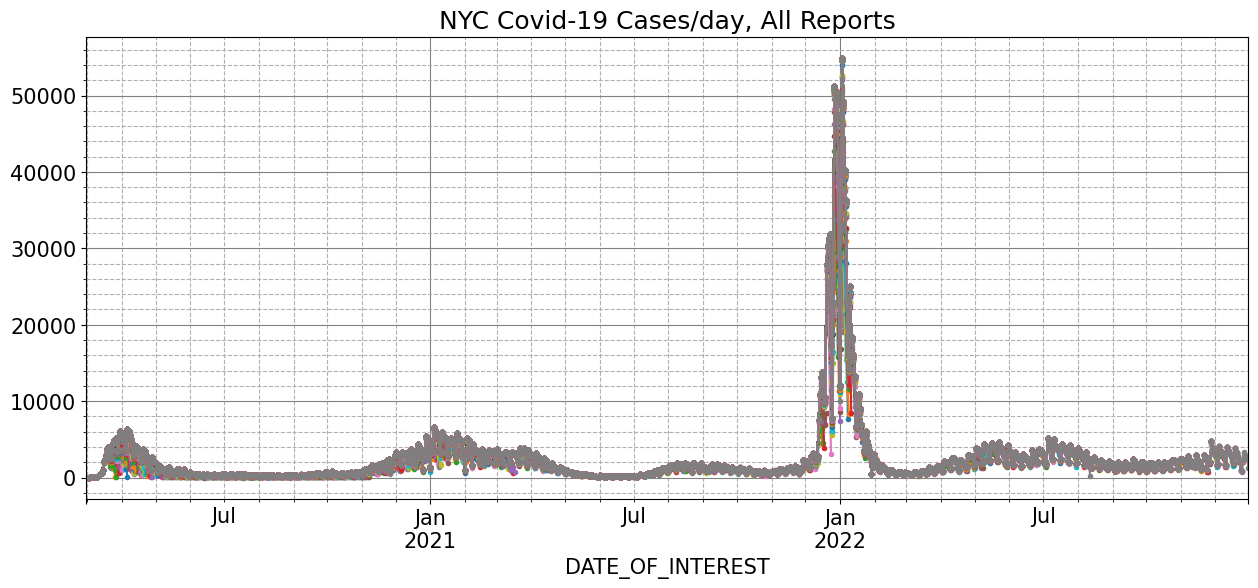 NYC Covid-19 Cases/day, All Reports
50000
40000
30000
20000
10000
0
Jul Jan Jul Jan Jul
2021 2022
DATE_OF_INTEREST